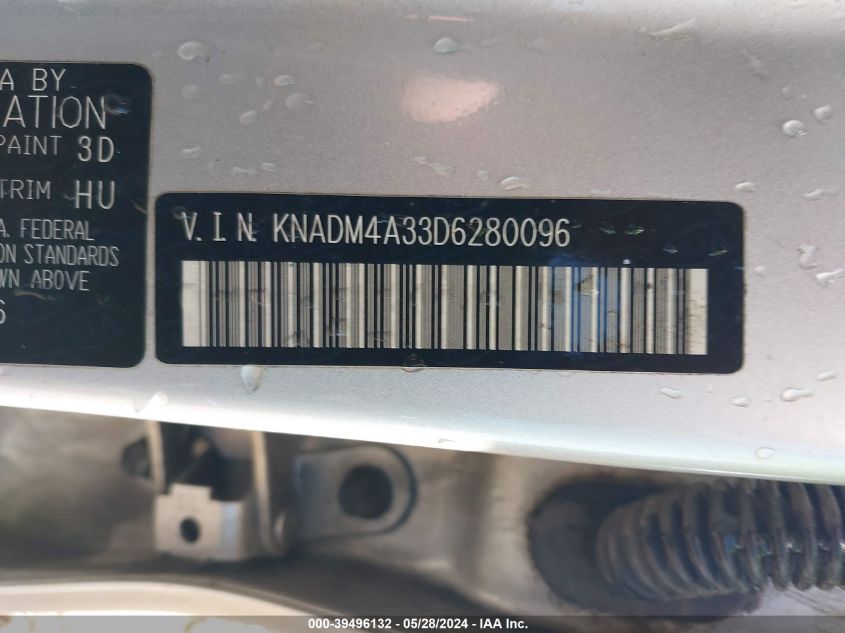 A BY
ATION
PAINT 3D
TRIM HU
A. FEDERAL
ON STANDARDS
WN ABOVE
6
V. I N. KNADM4A33D6280096
000-39496132 - 05/28/2024 - IAA Inc.